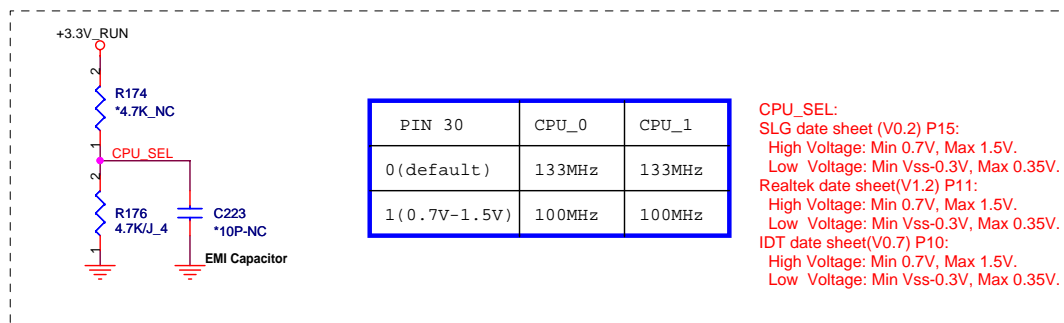 +3.3V_RUN
2
R174
*4.7K_NC
1
CPU_SEL
2
R176
4.7K/J_4
1
C223
*10P-NC
EMI Capacitor
PIN 30 CPU_0 CPU_1
0(default) 133MHz 133MHz
1(0.7V-1.5V) 100MHz 100MHz
CPU_SEL:
SLG date sheet (V0.2) P15:
High Voltage: Min 0.7V, Max 1.5V.
Low Voltage: Min Vss-0.3V, Max 0.35V.
Realtek date sheet(V1.2) P11:
High Voltage: Min 0.7V, Max 1.5V.
Low Voltage: Min Vss-0.3V, Max 0.35V.
IDT date sheet(V0.7) P10:
High Voltage: Min 0.7V, Max 1.5V.
Low Voltage: Min Vss-0.3V, Max 0.35V.